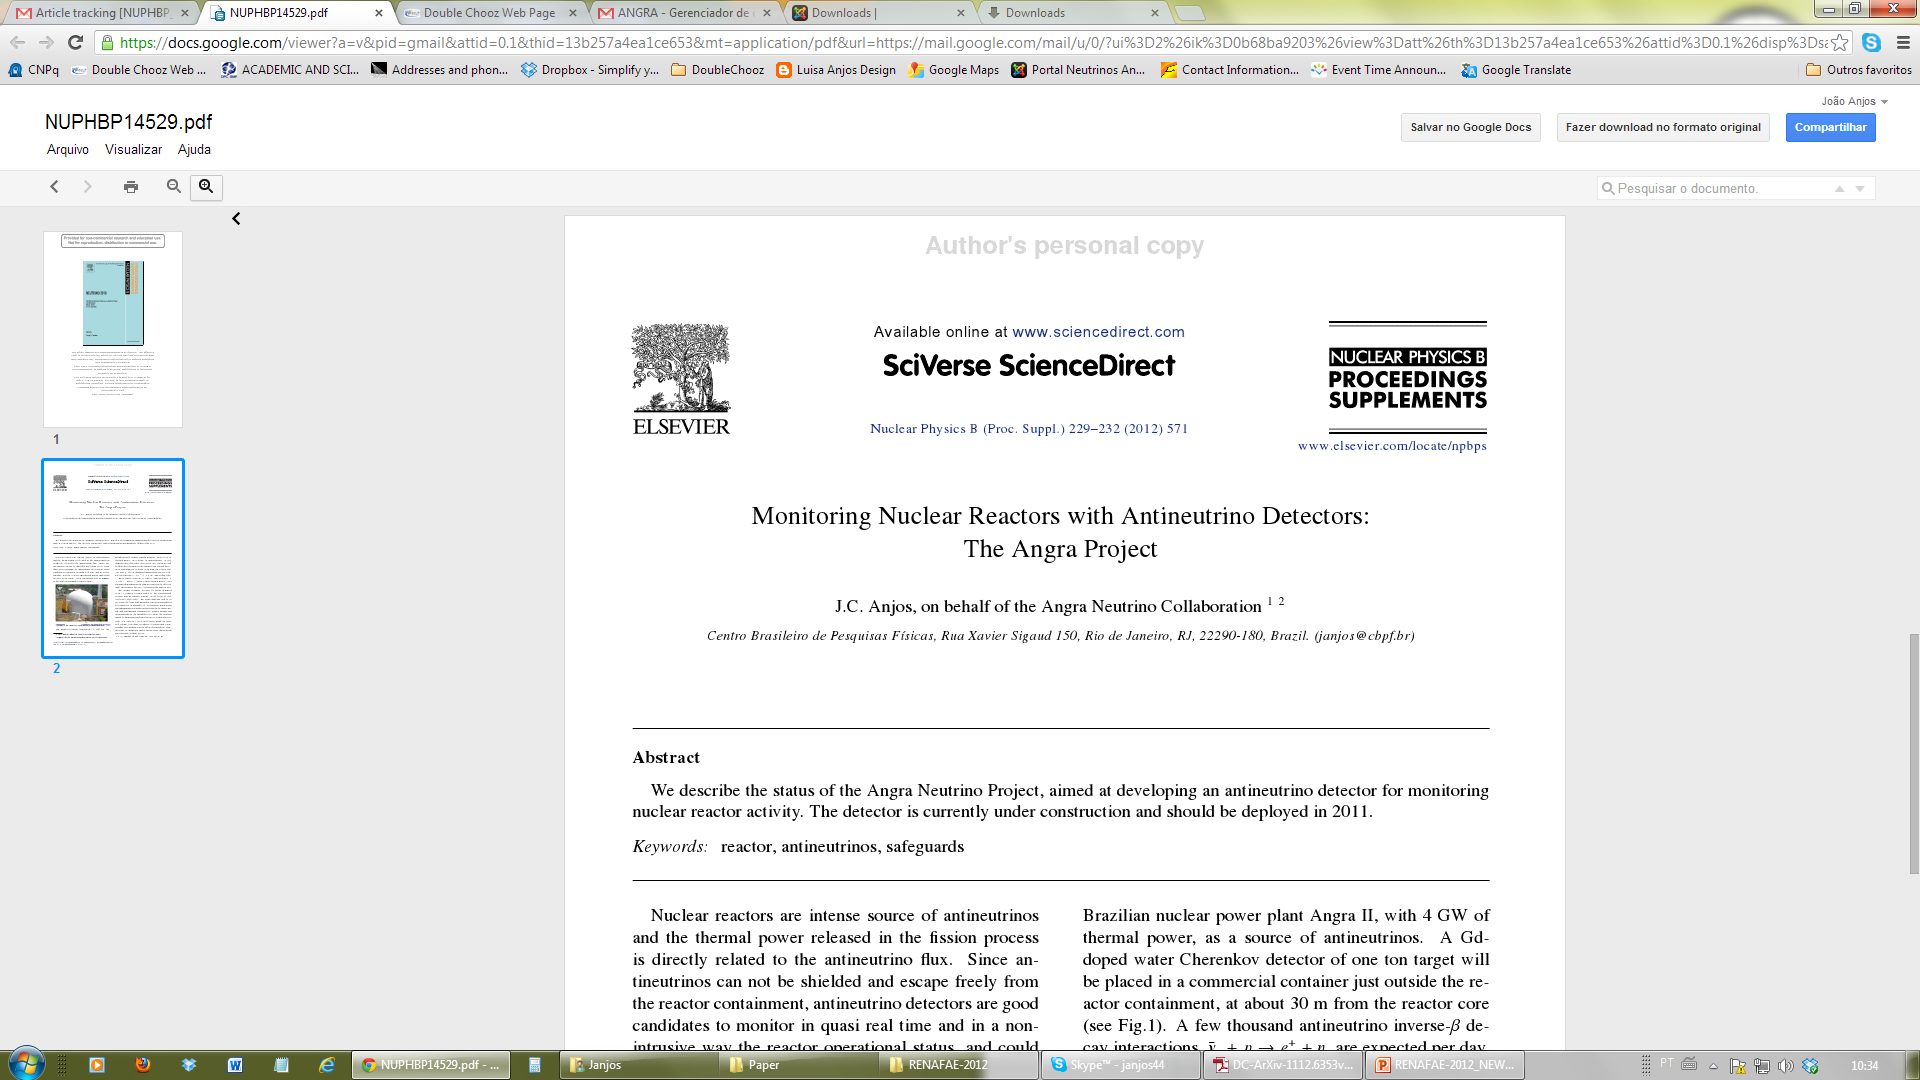 Article tracking [NUPHBP
NUPHBP14529.pdf
Double Chooz Web Page
ANGRA - Gerenciador de
Downloads |
Downloads
https://docs.google.com/viewer?a=v&pid=gmail&attid=0.1&thid=13b257a4ea1ce653&mt=application/pdf&url=https://mail.google.com/mail/u/0/?ui%3D2%26ik%3D0b68ba9203%26view%3Datt%26th%3D13b257a4ea1ce653%26attid%3D0.1%26disp%3Dsa
CNPq
Double Chooz Web ...
ACADEMIC AND SCI...
Addresses and phon...
Dropbox - Simplify y...
DoubleChooz
Luisa Anjos Design
Google Maps
Portal Neutrinos An...
Contact Information...
Event Time Announ...
Google Translate
Outros favoritos
João Anjos
NUPHBP14529.pdf
Salvar no Google Docs
Fazer download no formato original
Compartilhar
Arquivo Visualizar Ajuda
Pesquisar o documento.
1
2
Author's personal copy
ELSEVIER
Available online at www.sciencedirect.com
SciVerse ScienceDirect
Nuclear Physics B (Proc. Suppl.) 229–232 (2012) 571
NUCLEAR PHYSICS B
PROCEEDINGS
SUPPLEMENTS
www.elsevier.com/locate/npbps
Monitoring Nuclear Reactors with Antineutrino Detectors:
The Angra Project
J.C. Anjos, on behalf of the Angra Neutrino Collaboration 1 2
Centro Brasileiro de Pesquisas Físicas, Rua Xavier Sigaud 150, Rio de Janeiro, RJ, 22290-180, Brazil. (janjos@cbpf.br)
Abstract
We describe the status of the Angra Neutrino Project, aimed at developing an antineutrino detector for monitoring
nuclear reactor activity. The detector is currently under construction and should be deployed in 2011.
Keywords: reactor, antineutrinos, safeguards
Nuclear reactors are intense source of antineutrinos
and the thermal power released in the fission process
is directly related to the antineutrino flux. Since an-
tineutrinos can not be shielded and escape freely from
the reactor containment, antineutrino detectors are good
candidates to monitor in quasi real time and in a non-
intrusive way the reactor operational status, and could
Brazilian nuclear power plant Angra II, with 4 GW of
thermal power, as a source of antineutrinos. A Gd-
doped water Cherenkov detector of one ton target will
be placed in a commercial container just outside the re-
actor containment, at about 30 m from the reactor core
(see Fig.1). A few thousand antineutrino inverse-β de-
cay interactions, ν̄ + p → e⁺ + n, are expected per day.
NUPHBP14529.pdf - ...
Janjos
Paper
RENAFAE-2012
Skype™ - janjos44
DC-ArXiv-1112.6353v...
RENAFAE-2012_NEW...
PT
10:34